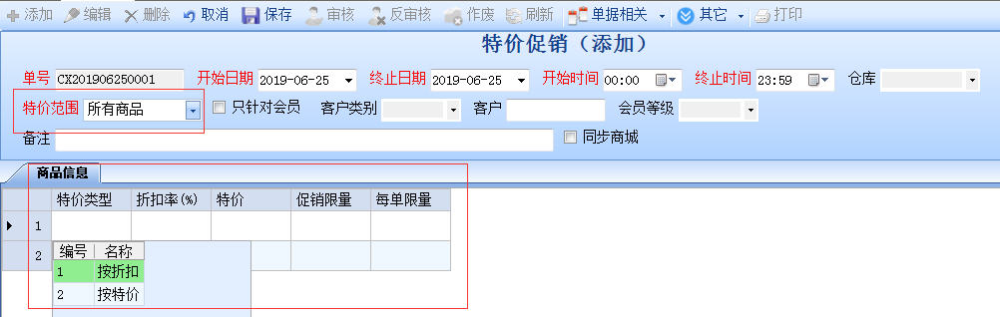 添加 编辑 删除 取消 保存 审核 反审核 作废 刷新 单据相关 其它 打印
特价促销（添加）
单号 CX201906250001 开始日期 2019-06-25 终止日期 2019-06-25 开始时间 00:00 终止时间 23:59 仓库
特价范围 所有商品 只针对会员 客户类别 客户 会员等级
备注 同步商城
商品信息
特价类型 折扣率(%) 特价 促销限量 每单限量
1
2
编号 名称
1 按折扣
2 按特价